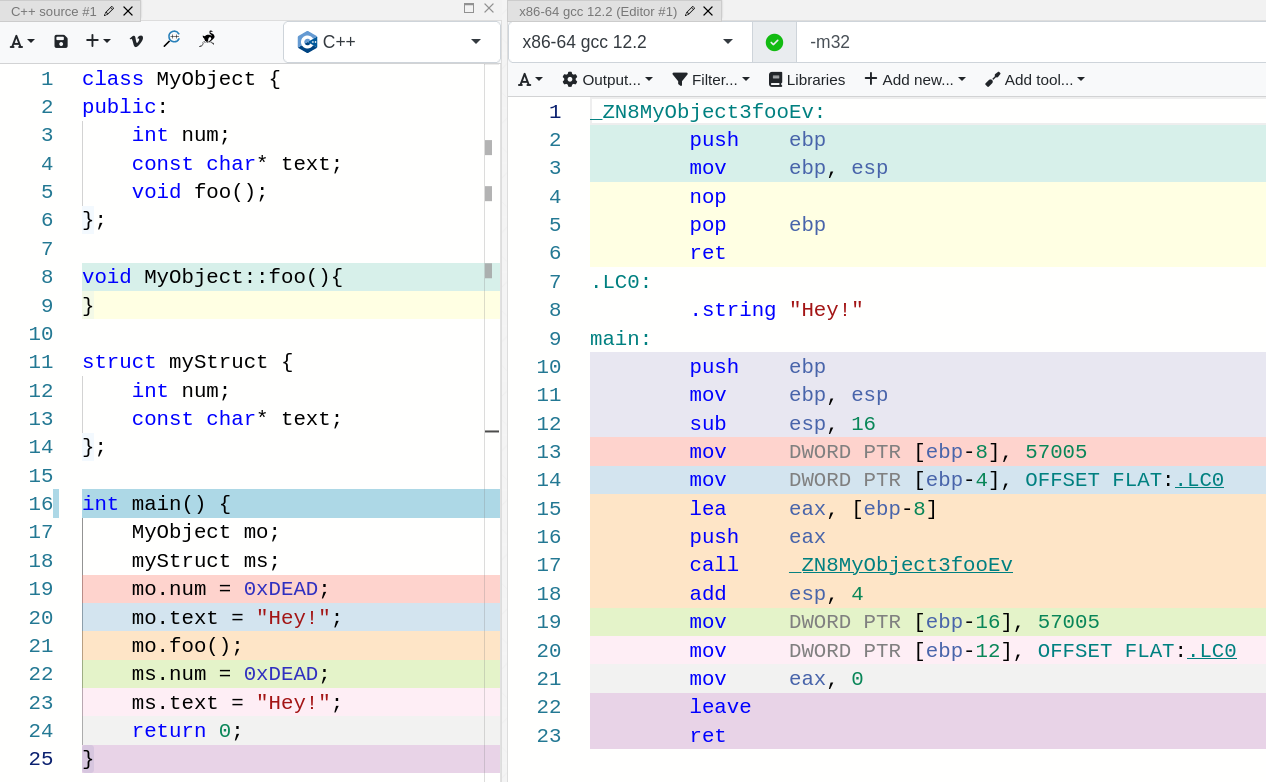 C++ source #1
A
C++
1 class MyObject {
2 public:
3 int num;
4 const char* text;
5 void foo();
6 };
7
8 void MyObject::foo(){
9 }
10
11 struct myStruct {
12 int num;
13 const char* text;
14 };
15
16 int main() {
17 MyObject mo;
18 myStruct ms;
19 mo.num = 0xDEAD;
20 mo.text = "Hey!";
21 mo.foo();
22 ms.num = 0xDEAD;
23 ms.text = "Hey!";
24 return 0;
25 }
x86-64 gcc 12.2 (Editor #1)
x86-64 gcc 12.2 -m32
A Output... Filter... Libraries Add new... Add tool...
1 _ZN8MyObject3fooEv:
2 push ebp
3 mov ebp, esp
4 nop
5 pop ebp
6 ret
7 .LC0:
8 .string "Hey!"
9 main:
10 push ebp
11 mov ebp, esp
12 sub esp, 16
13 mov DWORD PTR [ebp-8], 57005
14 mov DWORD PTR [ebp-4], OFFSET FLAT:.LC0
15 lea eax, [ebp-8]
16 push eax
17 call _ZN8MyObject3fooEv
18 add esp, 4
19 mov DWORD PTR [ebp-16], 57005
20 mov DWORD PTR [ebp-12], OFFSET FLAT:.LC0
21 mov eax, 0
22 leave
23 ret